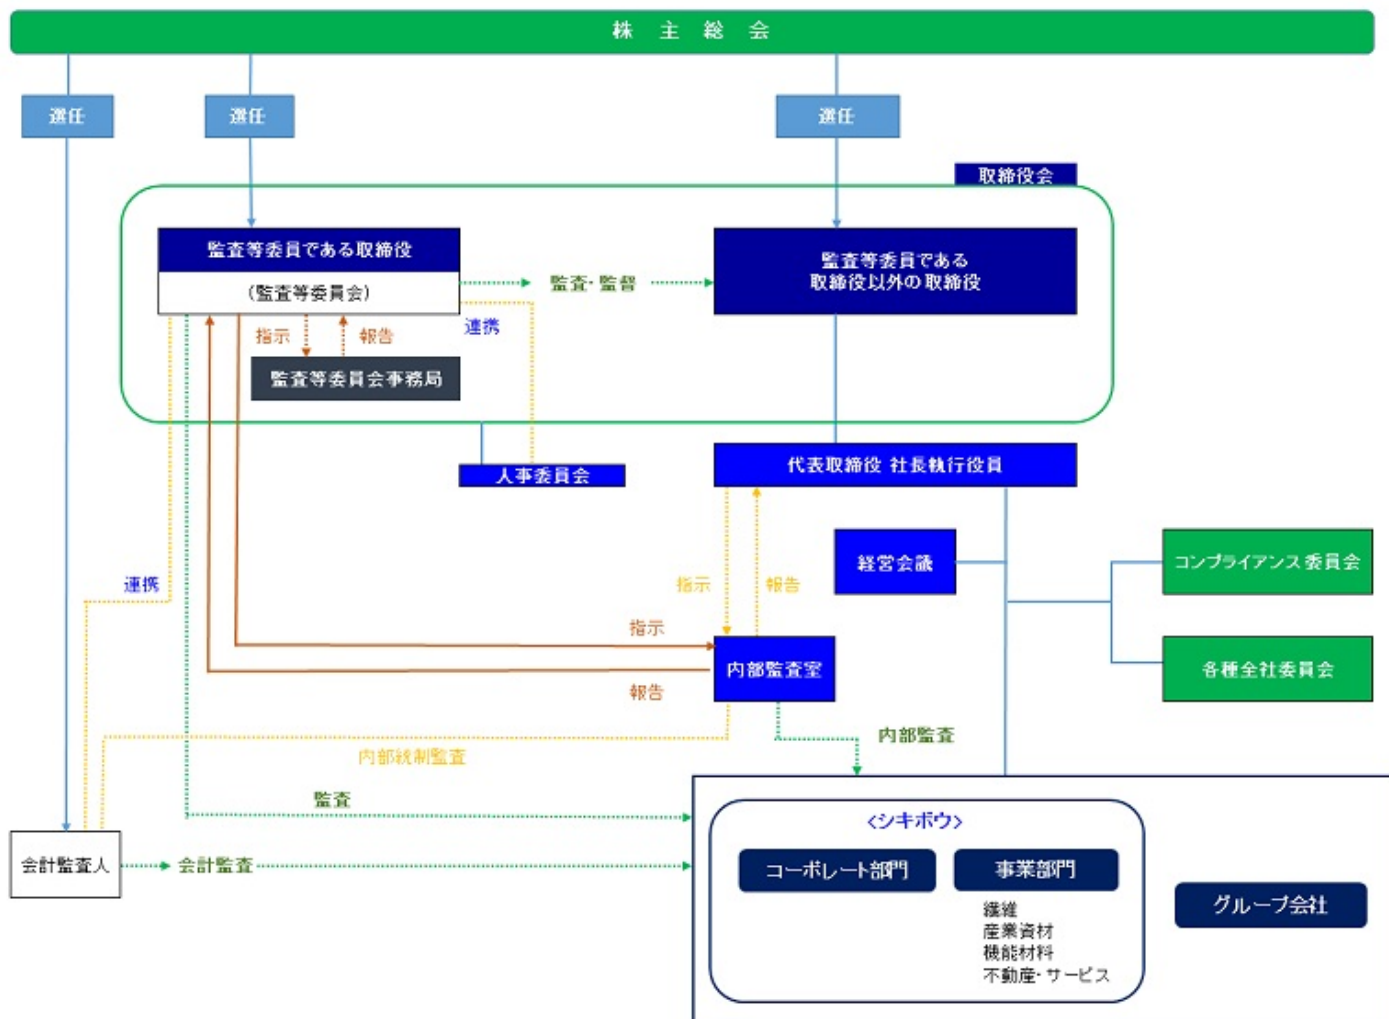 株 主 総 会
選任
選任
選任
取締役会
監査等委員である取締役
（監査等委員会）
監査・監督
監査等委員である
取締役以外の取締役
指示
報告
連携
監査等委員会事務局
人事委員会
代表取締役 社長執行役員
経営会議
コンプライアンス委員会
連携
指示
報告
指示
内部監査室
各種全社委員会
報告
内部監査
内部統制監査
監査
会計監査人
会計監査
<シキボウ>
コーポレート部門
事業部門
繊維
産業資材
機能材料
不動産・サービス
グループ会社